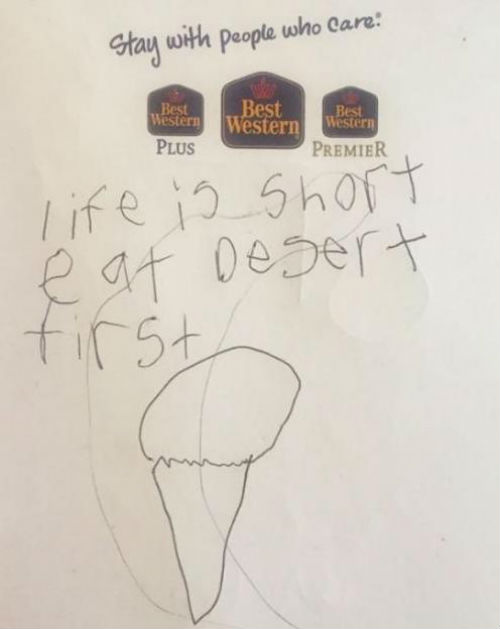 Stay with people who care.®
Best Western Best Western Best Western
PLUS PREMIER
life is short
eat Desert
first